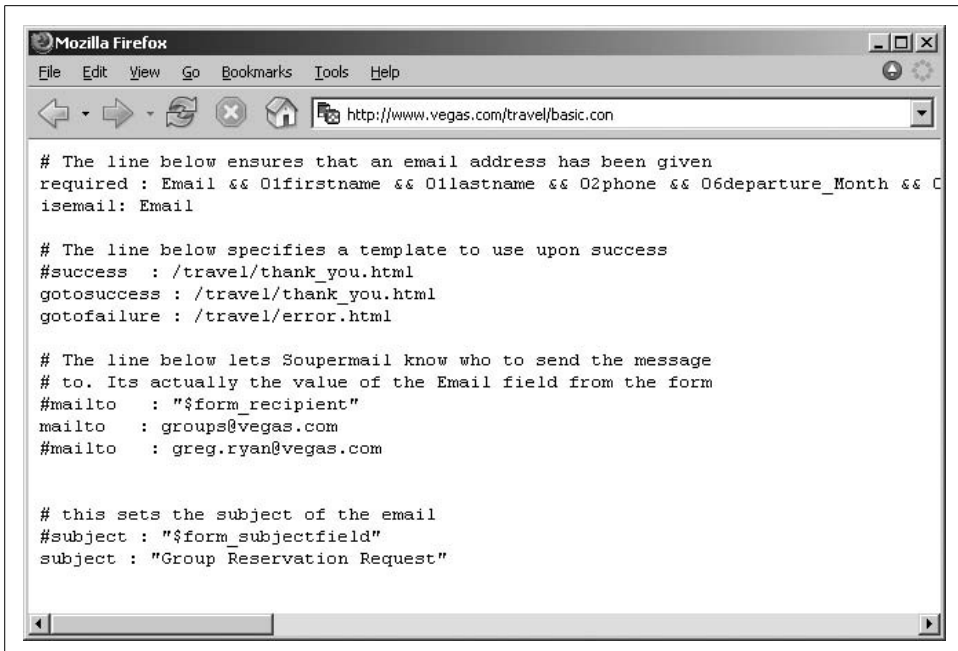 Mozilla Firefox
File Edit View Go Bookmarks Tools Help
http://www.vegas.com/travel/basic.con
# The line below ensures that an email address has been given
required : Email && O1firstname && O1lastname && O2phone && O6departure_Month && O
isemail: Email
# The line below specifies a template to use upon success
#success : /travel/thank_you.html
gotosuccess : /travel/thank_you.html
gotofailure : /travel/error.html
# The line below lets Soupermail know who to send the message
# to. Its actually the value of the Email field from the form
#mailto : "$form_recipient"
mailto : groups@vegas.com
#mailto : greg.ryan@vegas.com
# this sets the subject of the email
#subject : "$form_subjectfield"
subject : "Group Reservation Request"